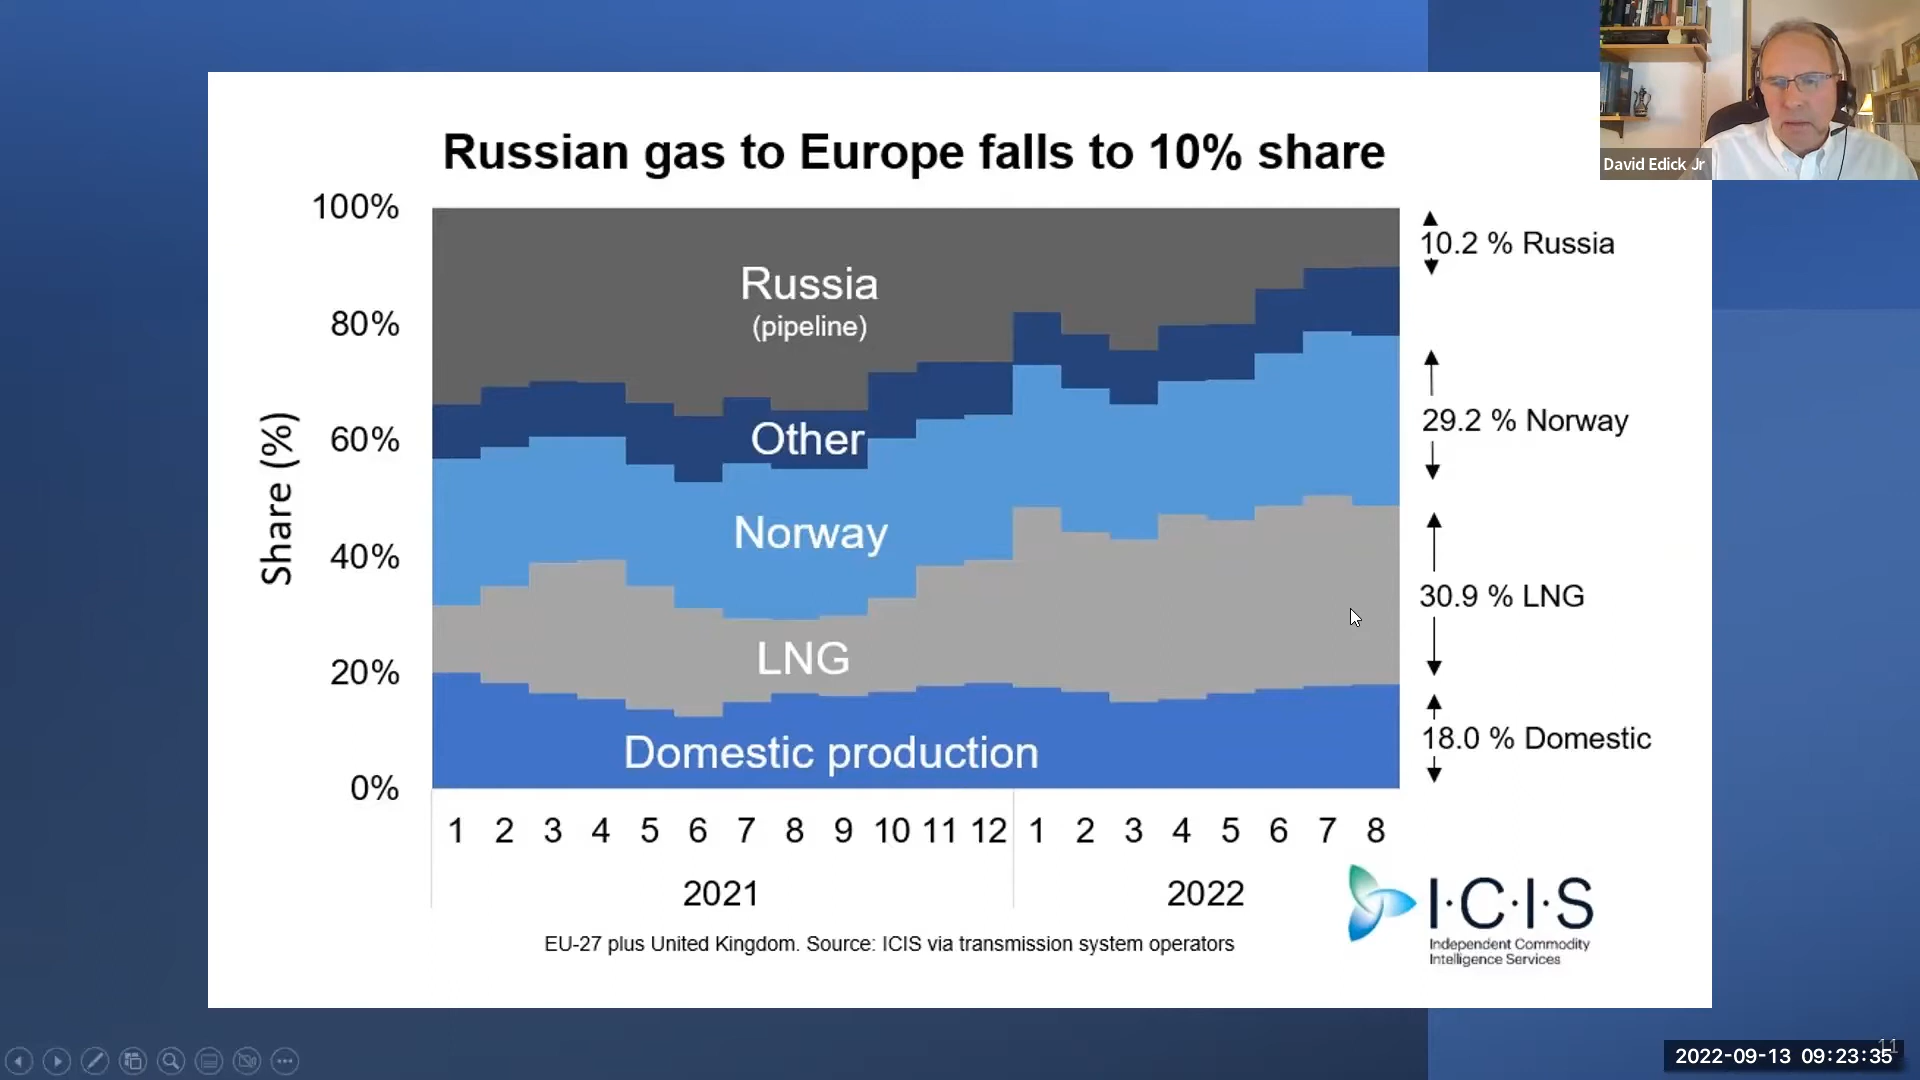 David Edick Jr
Russian gas to Europe falls to 10% share
Share (%)
100%
80%
60%
40%
20%
0%
Russia
(pipeline)
Other
Norway
LNG
Domestic production
10.2 % Russia
29.2 % Norway
30.9 % LNG
18.0 % Domestic
1 2 3 4 5 6 7 8 9 10 11 12 1 2 3 4 5 6 7 8
2021 2022
I·C·I·S
Independent Commodity
Intelligence Services
EU-27 plus United Kingdom. Source: ICIS via transmission system operators
11
2022-09-13 09:23:35